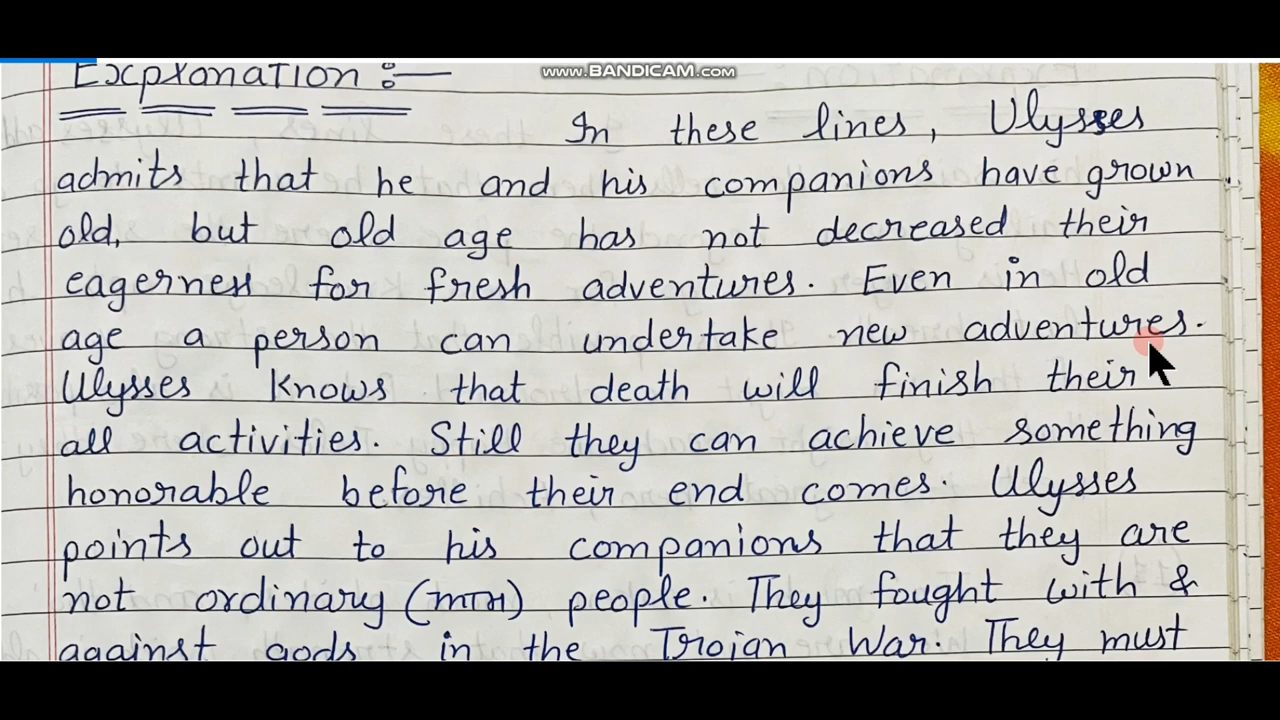 www.BANDICAM.com
Explanation :—
In these lines, Ulysses
admits that he and his companions have grown
old, but old age has not decreased their
eagerness for fresh adventures. Even in old
age a person can undertake new adventures.
Ulysses knows that death will finish their
all activities. Still they can achieve something
honorable before their end comes. Ulysses
points out to his companions that they are
not ordinary (आम) people. They fought with &
against gods in the Trojan War. They must